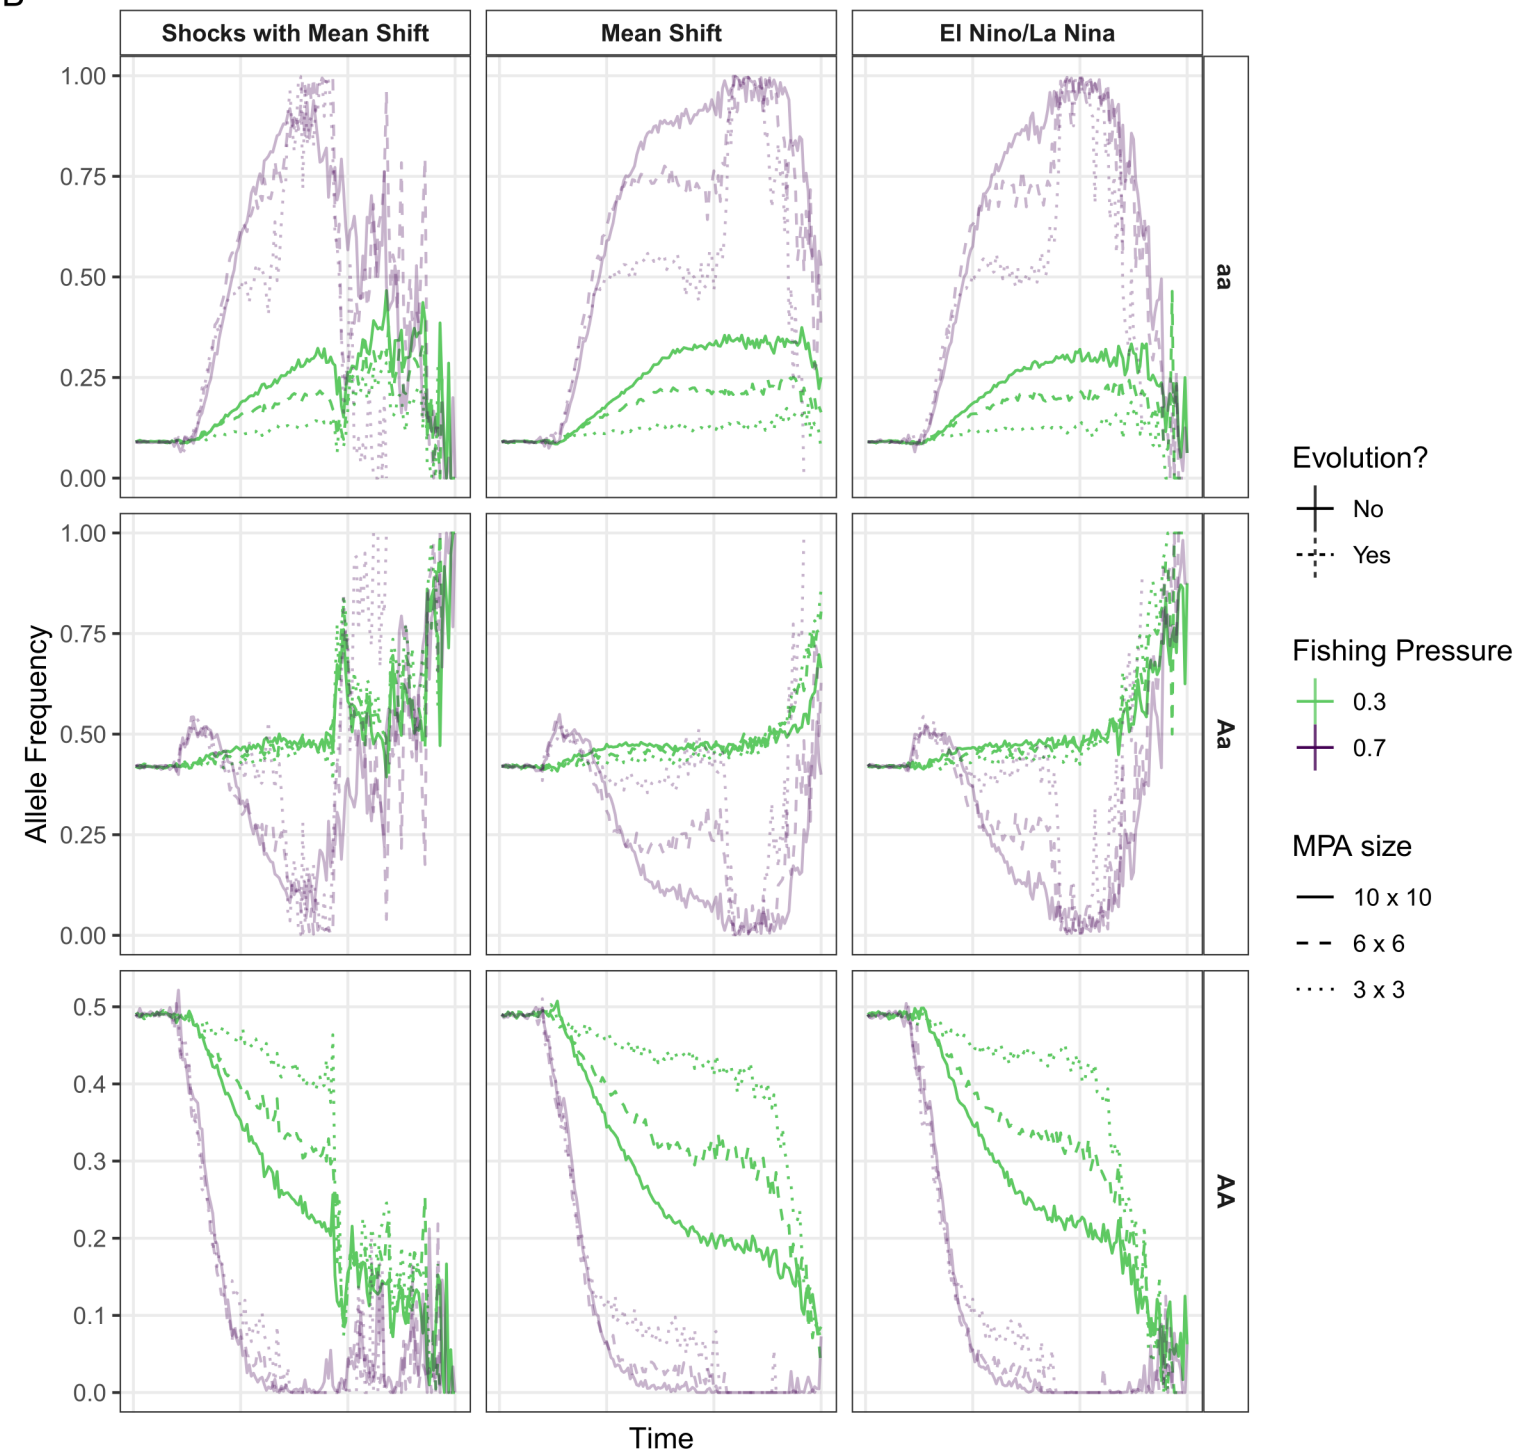 Shocks with Mean Shift
Mean Shift
El Nino/La Nina
1.00
0.75
0.50
0.25
0.00
aa
1.00
0.75
0.50
0.25
0.00
Aa
0.5
0.4
0.3
0.2
0.1
0.0
AA
Allele Frequency
Time
Evolution?
No
Yes
Fishing Pressure
0.3
0.7
MPA size
10 x 10
6 x 6
3 x 3